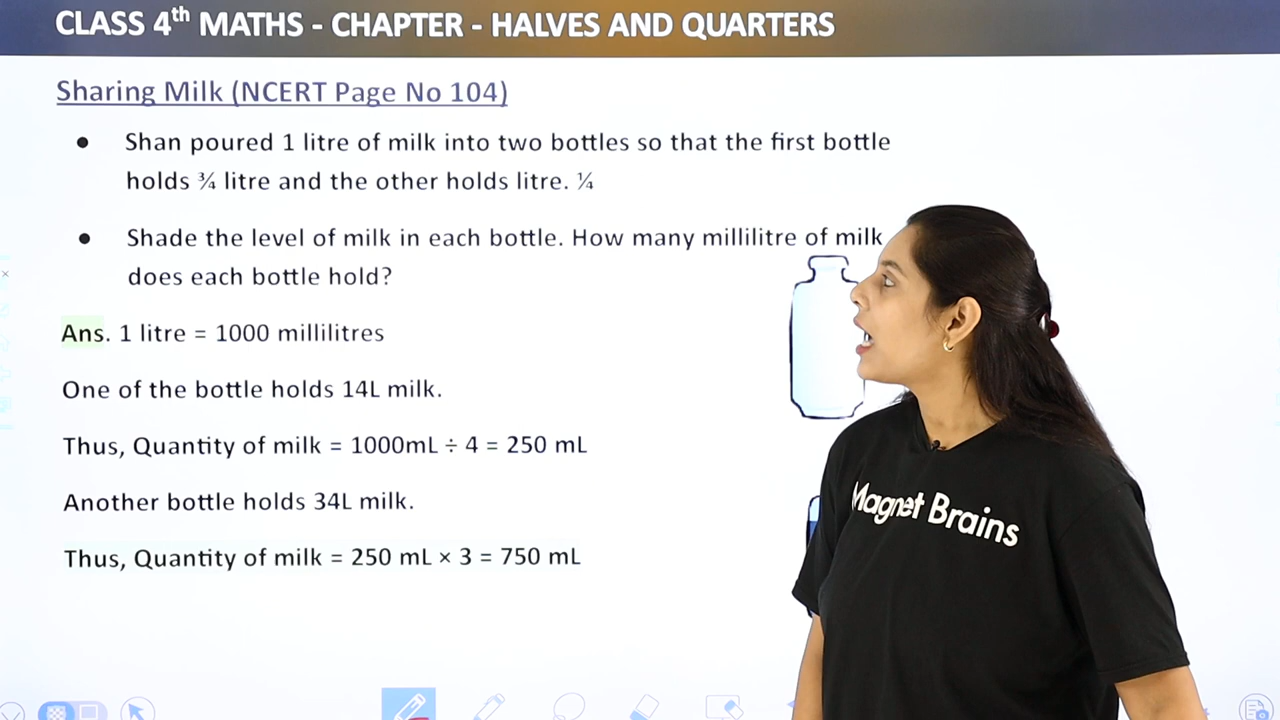 CLASS 4th MATHS - CHAPTER - HALVES AND QUARTERS
Sharing Milk (NCERT Page No 104)
● Shan poured 1 litre of milk into two bottles so that the first bottle
holds ¾ litre and the other holds litre. ¼
● Shade the level of milk in each bottle. How many millilitre of milk
does each bottle hold?
Ans. 1 litre = 1000 millilitres
One of the bottle holds 14L milk.
Thus, Quantity of milk = 1000mL ÷ 4 = 250 mL
Another bottle holds 34L milk.
Thus, Quantity of milk = 250 mL × 3 = 750 mL
Magnet Brains